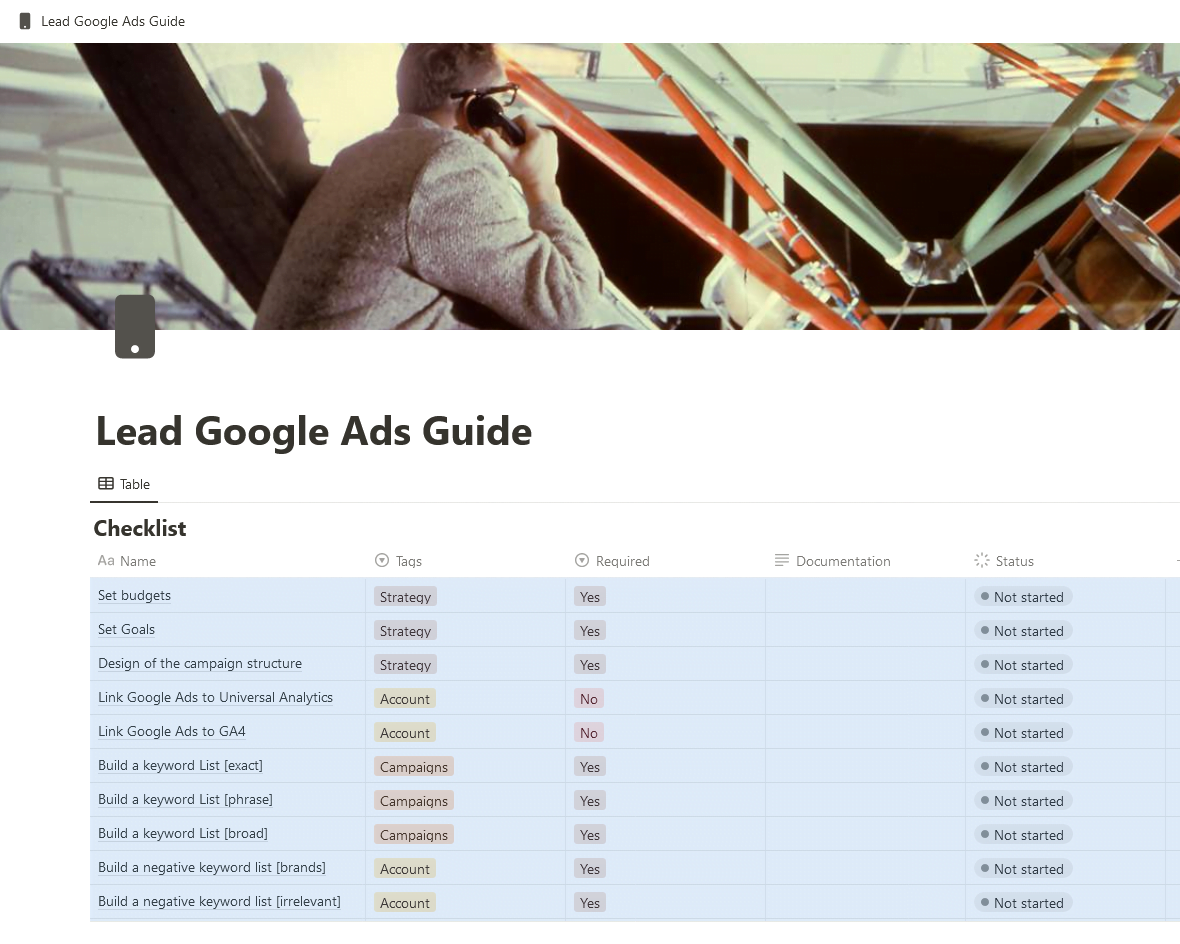 Lead Google Ads Guide
Lead Google Ads Guide
Table
Checklist
Aa Name Tags Required Documentation Status
Set budgets Strategy Yes Not started
Set Goals Strategy Yes Not started
Design of the campaign structure Strategy Yes Not started
Link Google Ads to Universal Analytics Account No Not started
Link Google Ads to GA4 Account No Not started
Build a keyword List [exact] Campaigns Yes Not started
Build a keyword List [phrase] Campaigns Yes Not started
Build a keyword List [broad] Campaigns Yes Not started
Build a negative keyword list [brands] Account Yes Not started
Build a negative keyword list [irrelevant] Account Yes Not started